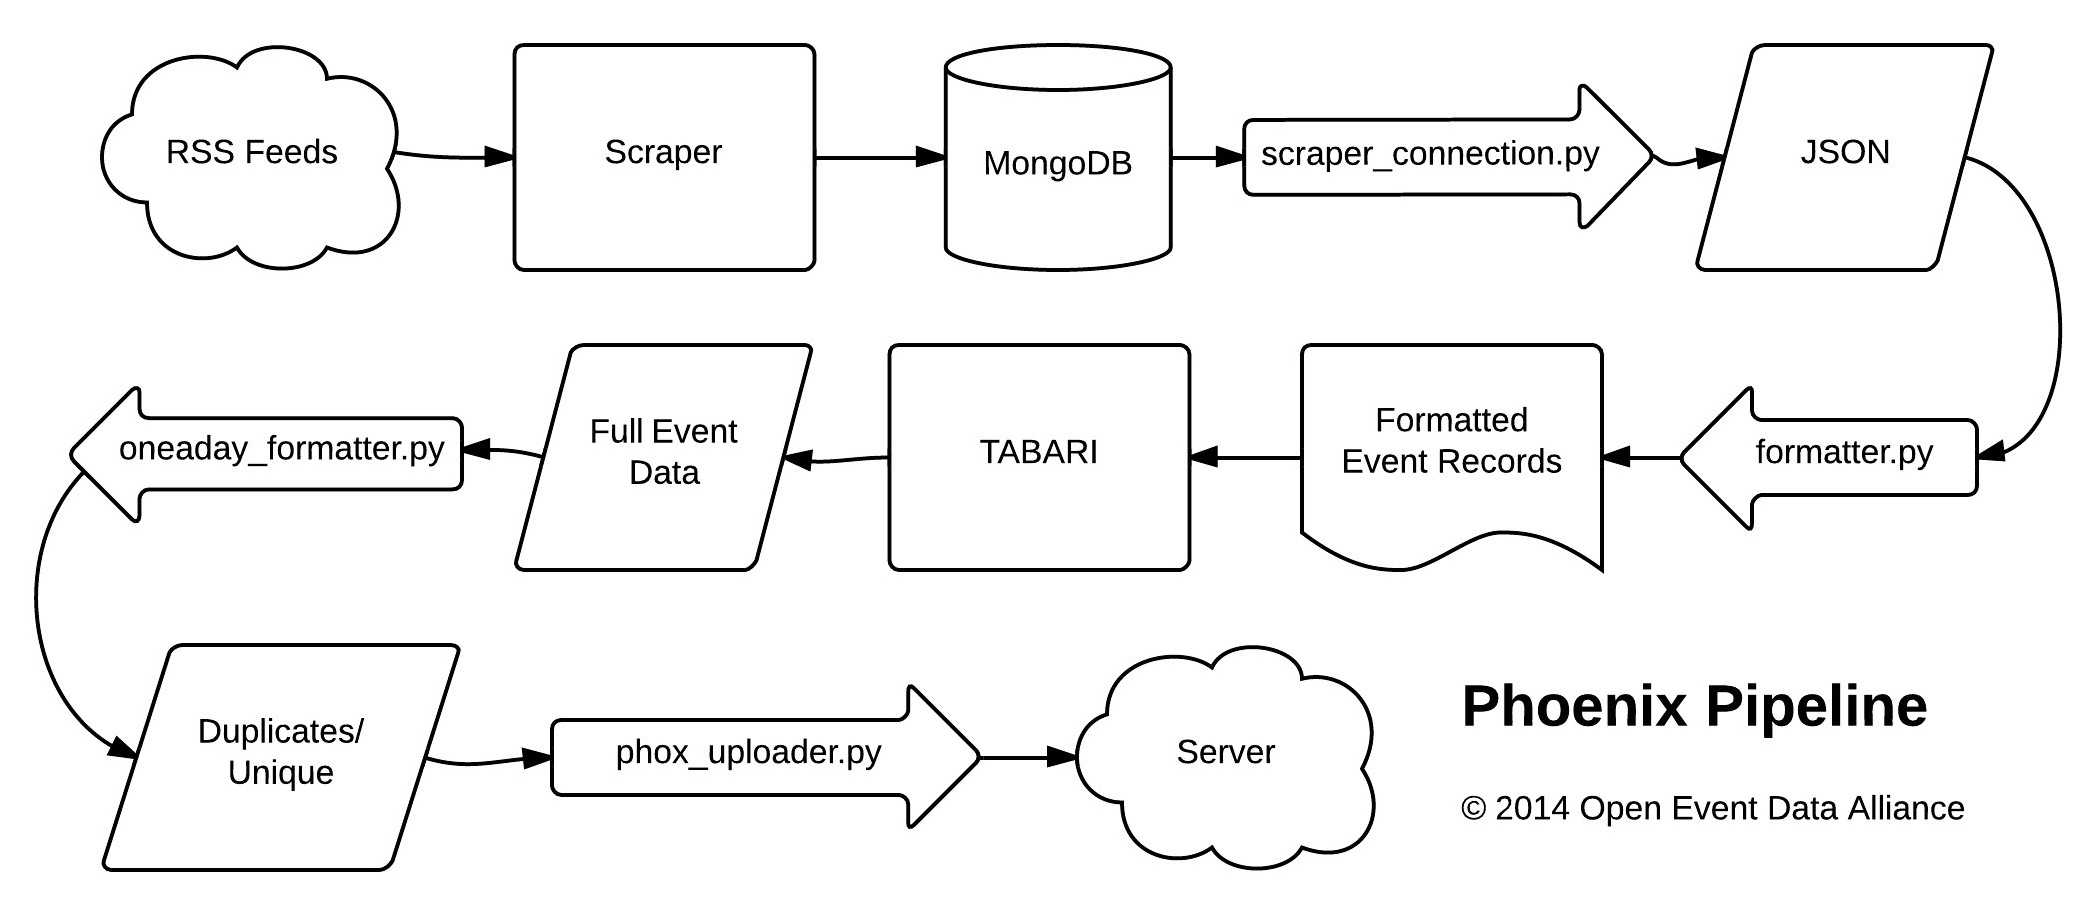 RSS Feeds
Scraper
MongoDB
scraper_connection.py
JSON
formatter.py
Formatted
Event Records
TABARI
Full Event
Data
oneaday_formatter.py
Duplicates/
Unique
phox_uploader.py
Server
Phoenix Pipeline
© 2014 Open Event Data Alliance